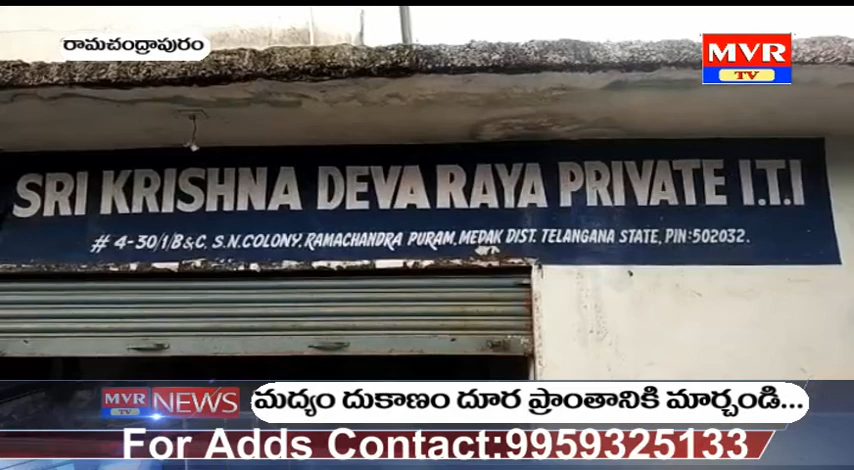 రామచంద్రాపురం
MVR
TV
SRI KRISHNA DEVA RAYA PRIVATE I.T.I
# 4-30/1/B&C. S.N.COLONY, RAMACHANDRA PURAM, MEDAK DIST. TELANGANA STATE, PIN:502032.
MVR TV NEWS
మద్యం దుకాణం దూర ప్రాంతానికి మార్చండి...
For Adds Contact:9959325133